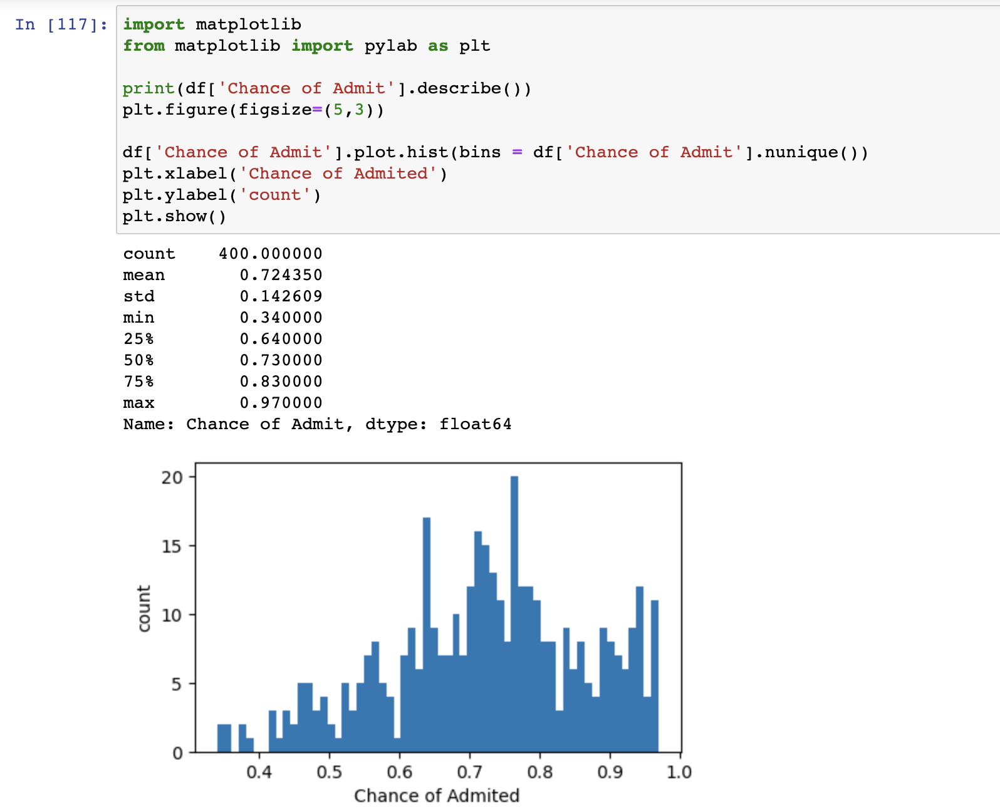 In [117]:
import matplotlib
from matplotlib import pylab as plt
print(df['Chance of Admit'].describe())
plt.figure(figsize=(5,3))
df['Chance of Admit'].plot.hist(bins = df['Chance of Admit'].nunique())
plt.xlabel('Chance of Admited')
plt.ylabel('count')
plt.show()
count 400.000000
mean 0.724350
std 0.142609
min 0.340000
25% 0.640000
50% 0.730000
75% 0.830000
max 0.970000
Name: Chance of Admit, dtype: float64
20
15
10
5
0
count
0.4 0.5 0.6 0.7 0.8 0.9 1.0
Chance of Admited